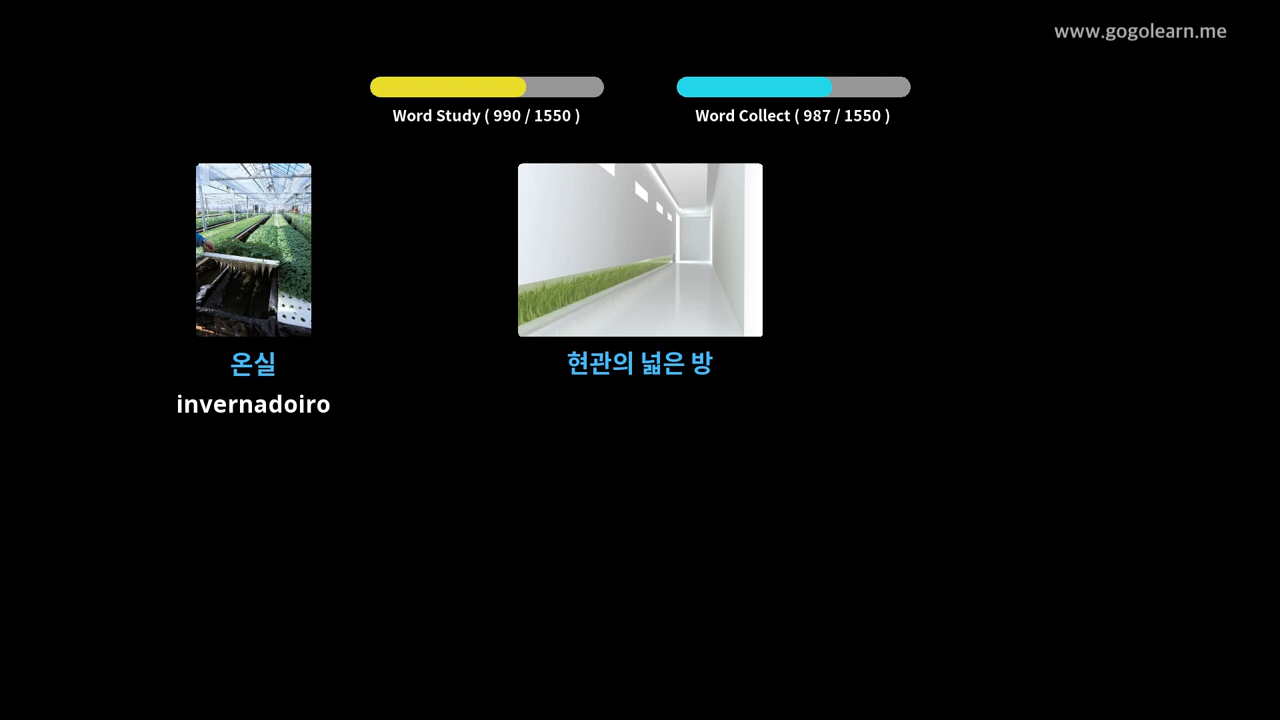 www.gogolearn.me
Word Study ( 990 / 1550 )
Word Collect ( 987 / 1550 )
온실
현관의 넓은 방
invernadoiro